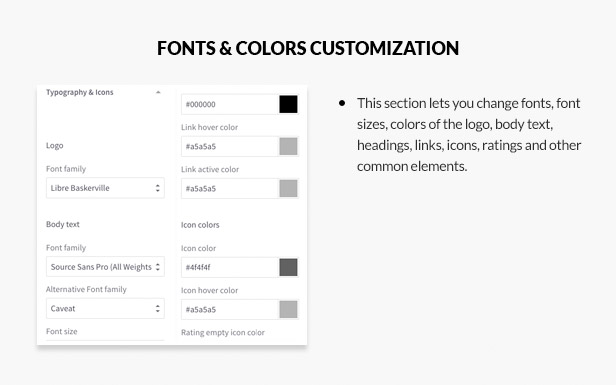 FONTS & COLORS CUSTOMIZATION
Typography & Icons
Logo
Font family
Libre Baskerville
Body text
Font family
Source Sans Pro (All Weights
Alternative Font family
Caveat
Font size
#000000
Link hover color
#a5a5a5
Link active color
#a5a5a5
Icon colors
Icon color
#4f4f4f
Icon hover color
#a5a5a5
Rating empty icon color
• This section lets you change fonts, font
sizes, colors of the logo, body text,
headings, links, icons, ratings and other
common elements.